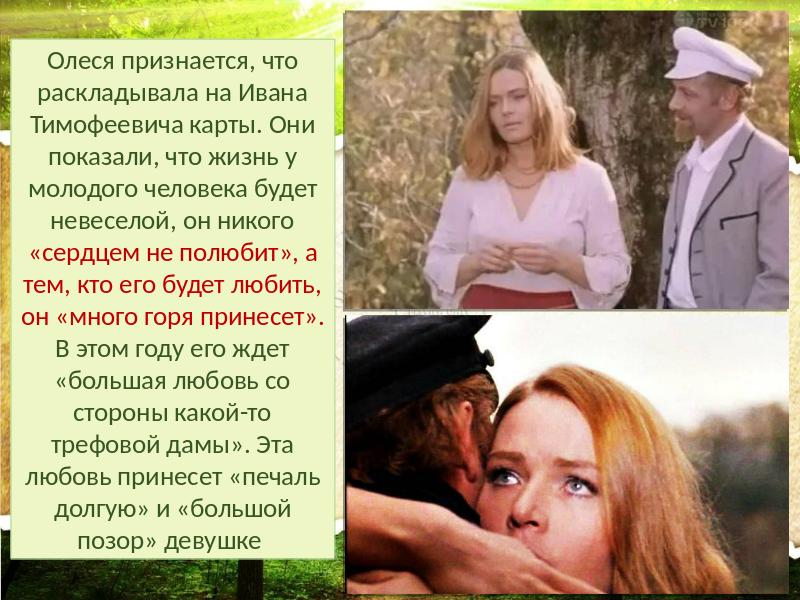 Олеся признается, что
раскладывала на Ивана
Тимофеевича карты. Они
показали, что жизнь у
молодого человека будет
невеселой, он никого
«сердцем не полюбит», а
тем, кто его будет любить,
он «много горя принесет».
В этом году его ждет
«большая любовь со
стороны какой-то
трефовой дамы». Эта
любовь принесет «печаль
долгую» и «большой
позор» девушке